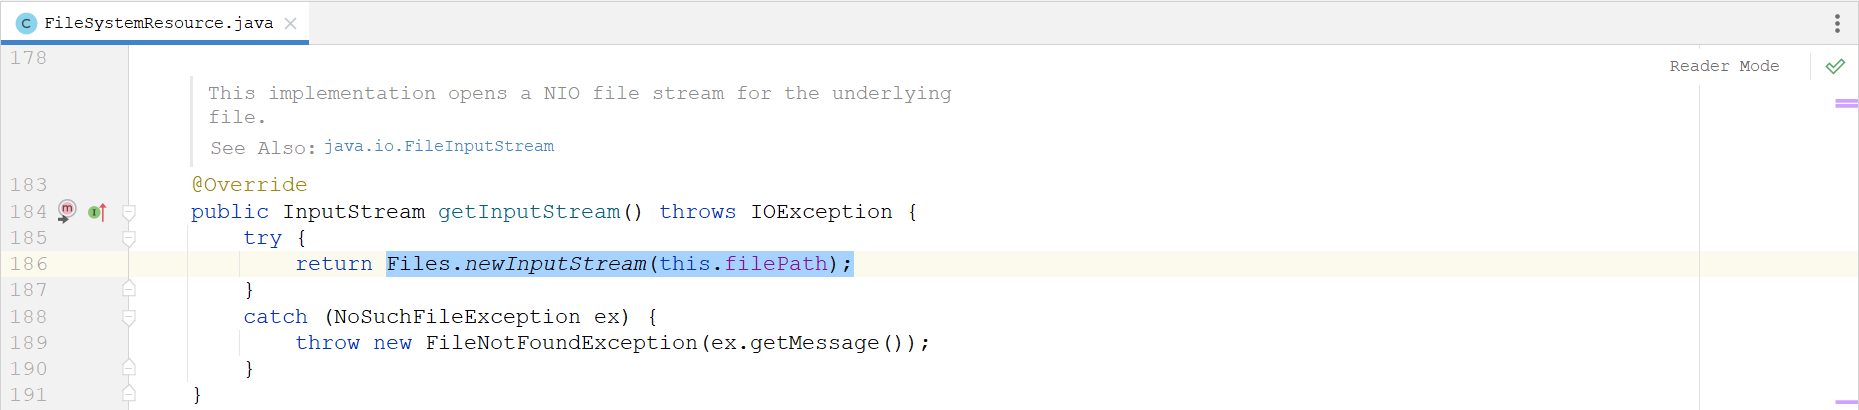 C FileSystemResource.java
178
Reader Mode
This implementation opens a NIO file stream for the underlying
file.
See Also: java.io.FileInputStream
183 @Override
184 m I public InputStream getInputStream() throws IOException {
185 try {
186 return Files.newInputStream(this.filePath);
187 }
188 catch (NoSuchFileException ex) {
189 throw new FileNotFoundException(ex.getMessage());
190 }
191 }